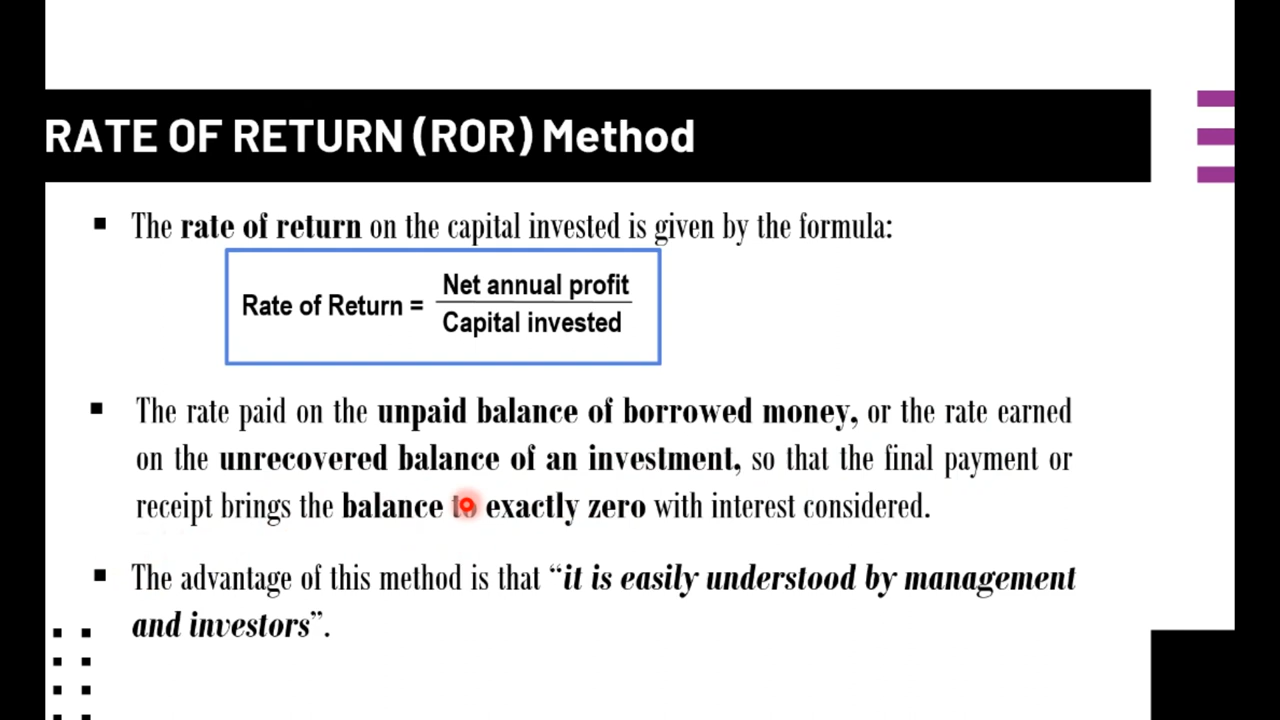 RATE OF RETURN (ROR) Method
▪ The rate of return on the capital invested is given by the formula:
Rate of Return = Net annual profit
Capital invested
▪ The rate paid on the unpaid balance of borrowed money, or the rate earned
on the unrecovered balance of an investment, so that the final payment or
receipt brings the balance to exactly zero with interest considered.
▪ The advantage of this method is that “it is easily understood by management
and investors”.